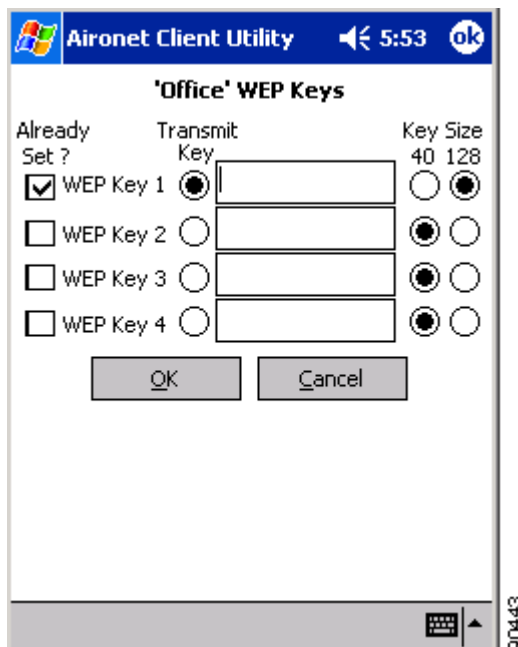 Aironet Client Utility 5:53 ok
'Office' WEP Keys
Already Transmit Key Size
Set ? Key 40 128
WEP Key 1
WEP Key 2
WEP Key 3
WEP Key 4
OK Cancel
90443